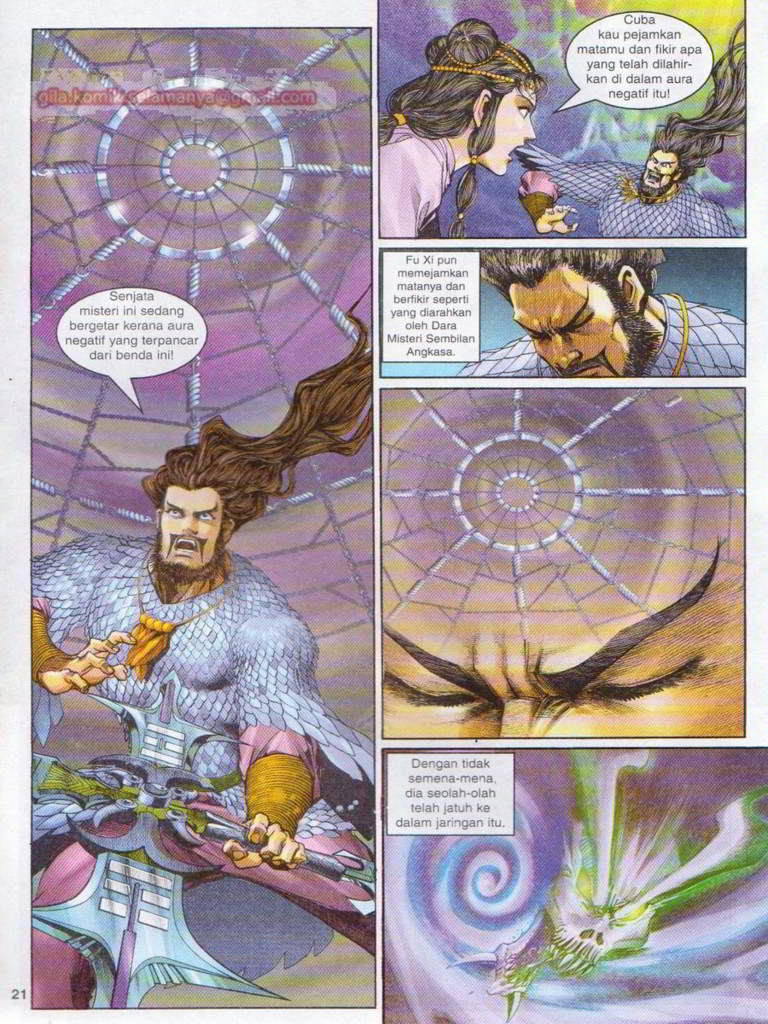 gila.komik.selamanya@gmail.com
Senjata
misteri ini sedang
bergetar kerana aura
negatif yang terpancar
dari benda ini!
Cuba
kau pejamkan
matamu dan fikir apa
yang telah dilahir-
kan di dalam aura
negatif itu!
Fu Xi pun
memejamkan
matanya dan
berfikir seperti
yang diarahkan
oleh Dara
Misteri Sembilan
Angkasa.
Dengan tidak
semena-mena,
dia seolah-olah
telah jatuh ke
dalam jaringan itu.
21